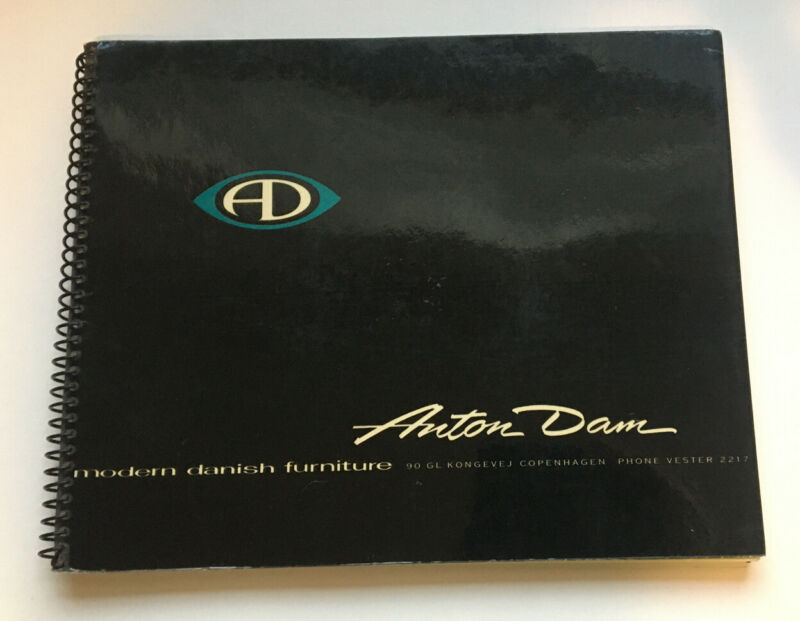 AD
Anton Dam
modern danish furniture 90 GL KONGEVEJ COPENHAGEN PHONE VESTER 2217